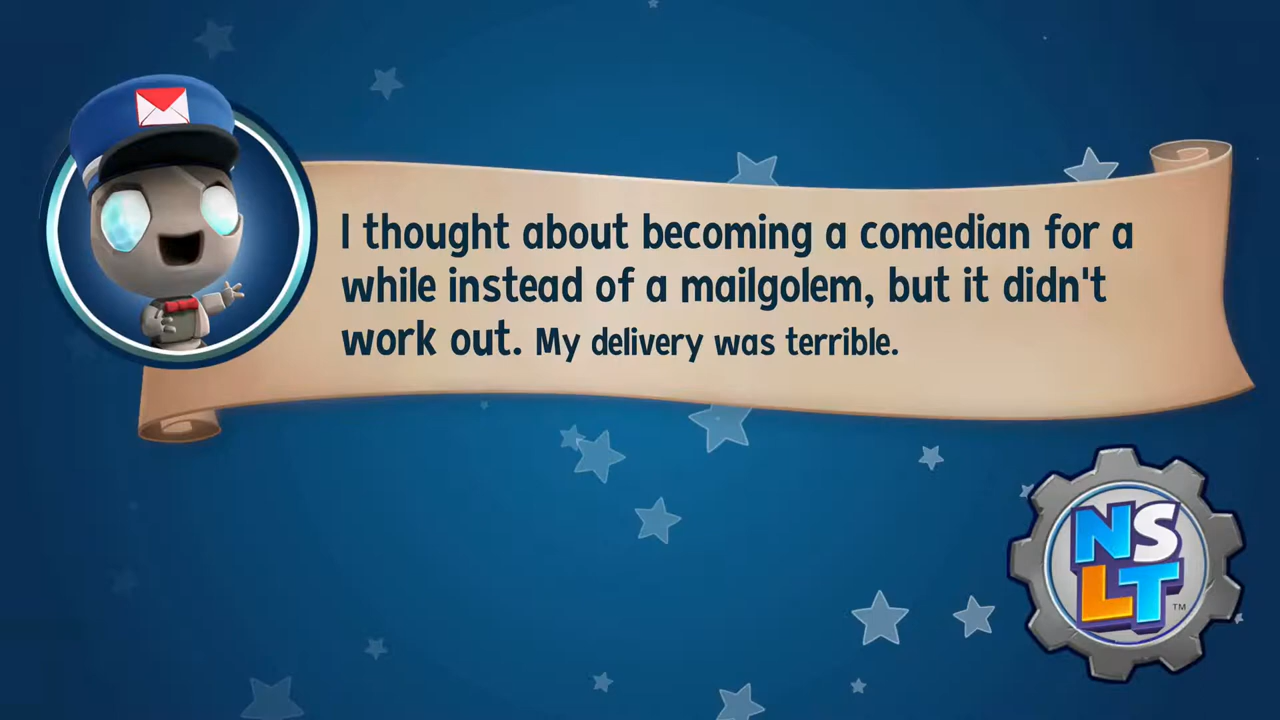 I thought about becoming a comedian for a
while instead of a mailgolem, but it didn't
work out. My delivery was terrible.
NS
LT
TM